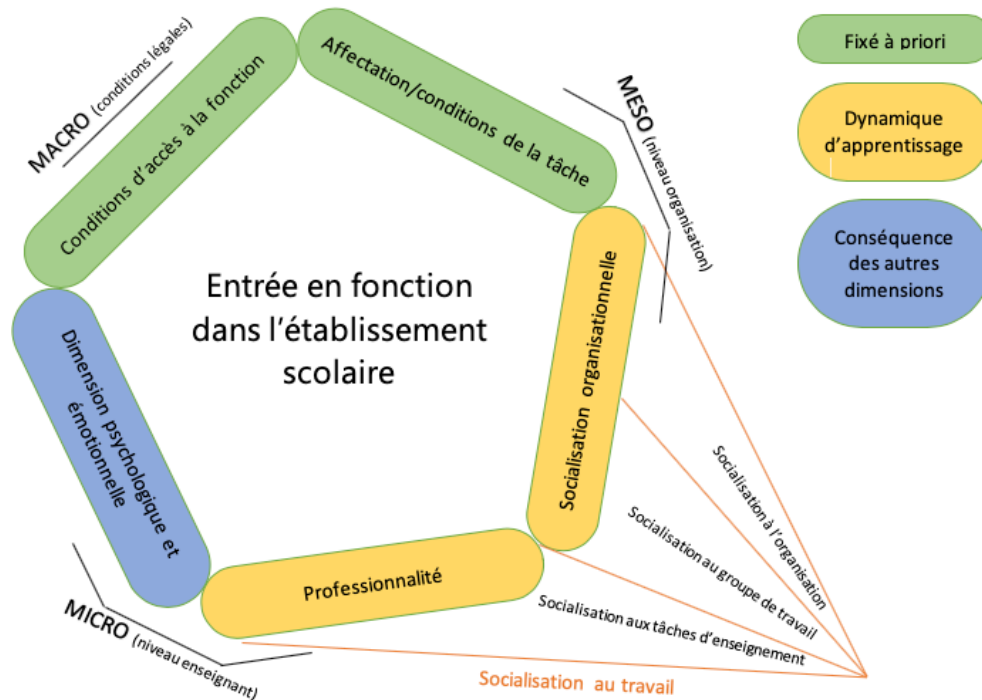 MACRO (conditions légales)
Conditions d'accès à la fonction
Affectation/conditions de la tâche
MESO (niveau organisation)
Fixé à priori
Dynamique
d'apprentissage
Conséquence
des autres
dimensions
Entrée en fonction
dans l'établissement
scolaire
Dimension psychologique et
émotionnelle
Socialisation organisationnelle
Professionnalité
MICRO (niveau enseignant)
Socialisation à l'organisation
Socialisation au groupe de travail
Socialisation aux tâches d'enseignement
Socialisation au travail